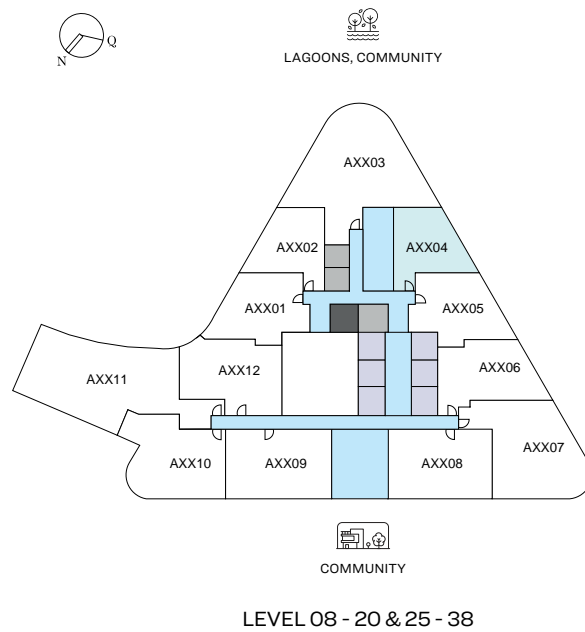 N
Q
LAGOONS, COMMUNITY
AXX03
AXX02
AXX04
AXX01
AXX05
AXX12
AXX06
AXX11
AXX07
AXX10
AXX09
AXX08
COMMUNITY
LEVEL 08 - 20 & 25 - 38